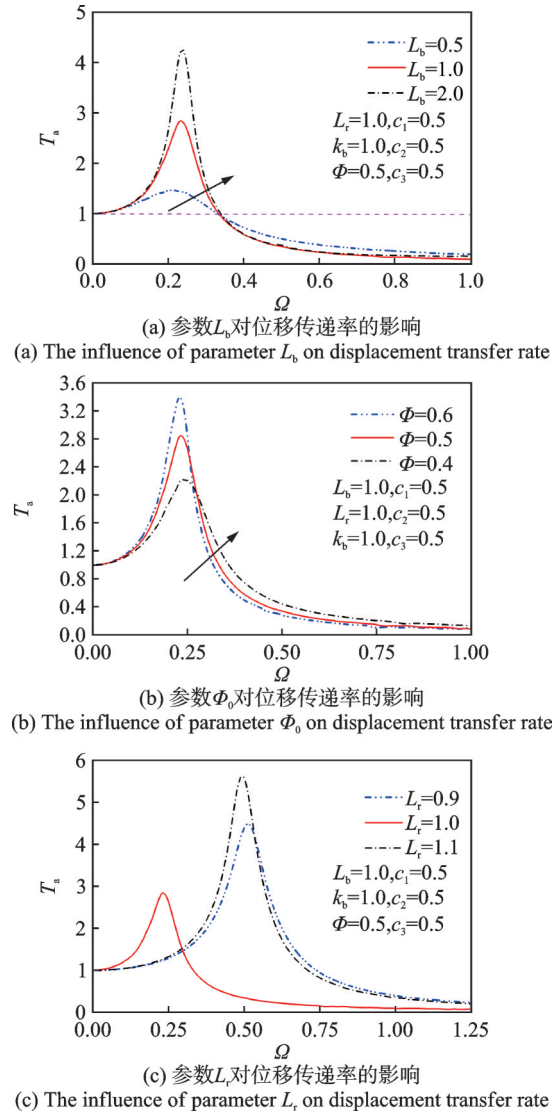 5
4
3
2
1
0
T_a
L_b=0.5
L_b=1.0
L_b=2.0
L_r=1.0,c_1=0.5
k_b=1.0,c_2=0.5
Φ=0.5,c_3=0.5
0.0 0.2 0.4 0.6 0.8 1.0
Ω
(a) 参数L_b对位移传递率的影响
(a) The influence of parameter L_b on displacement transfer rate
3.6
3.2
2.8
2.4
2.0
1.6
1.2
0.8
0.4
0.0
T_a
Φ=0.6
Φ=0.5
Φ=0.4
L_b=1.0,c_1=0.5
L_r=1.0,c_2=0.5
k_b=1.0,c_3=0.5
0.00 0.25 0.50 0.75 1.00
Ω
(b) 参数Φ_0对位移传递率的影响
(b) The influence of parameter Φ_0 on displacement transfer rate
6
5
4
3
2
1
0
T_a
L_r=0.9
L_r=1.0
L_r=1.1
L_b=1.0,c_1=0.5
k_b=1.0,c_2=0.5
Φ=0.5,c_3=0.5
0.00 0.25 0.50 0.75 1.00 1.25
Ω
(c) 参数L_r对位移传递率的影响
(c) The influence of parameter L_r on displacement transfer rate